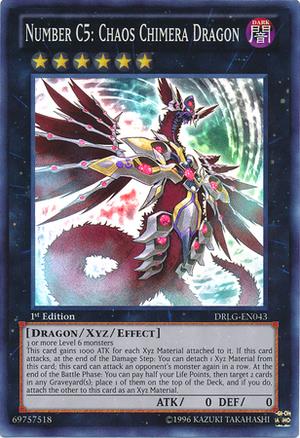 NUMBER C5: CHAOS CHIMERA DRAGON
DARK
闇
1st Edition
DRLG-EN043
[DRAGON/XYZ/EFFECT]
3 or more Level 6 monsters
This card gains 1000 ATK for each Xyz Material attached to it. If this card
attacks, at the end of the Damage Step: You can detach 1 Xyz Material
from this card; this card can attack an opponent's monster again in a row. At the
end of the Battle Phase: You can pay half your Life Points, then target 2 cards
in any Graveyard(s); place 1 of them on the top of the Deck, and if you do,
attach the other to this card as an Xyz Material.
ATK/ 0 DEF/ 0
69757518
©1996 KAZUKI TAKAHASHI